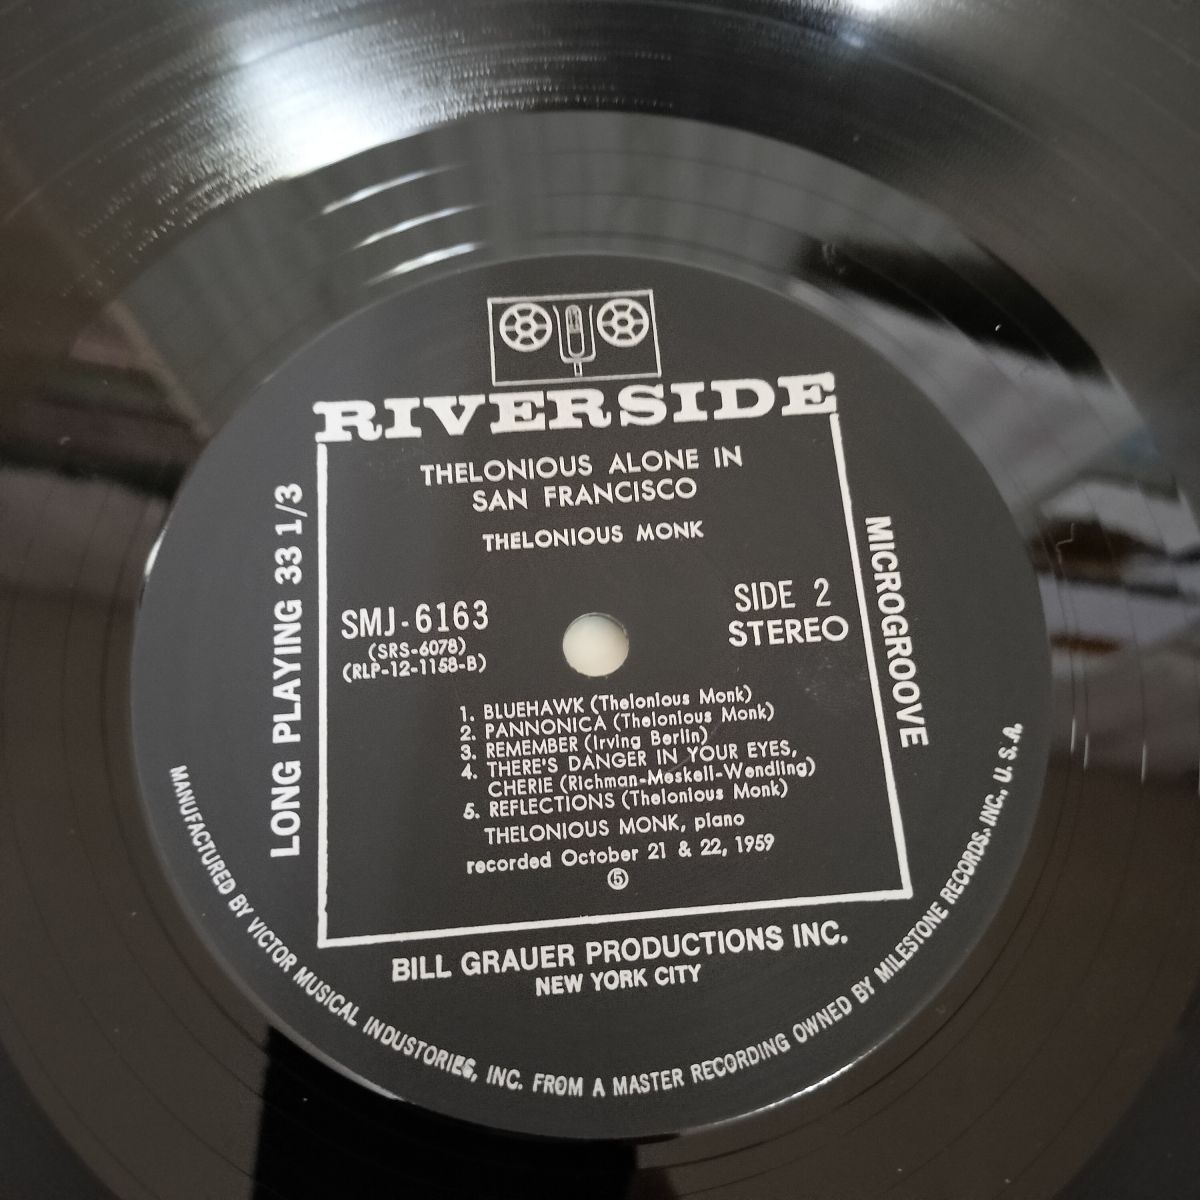 RIVERSIDE
THELONIOUS ALONE IN
SAN FRANCISCO
THELONIOUS MONK
LONG PLAYING 33 1/3
MICROGROOVE
SMJ-6163
(SRS-6078)
(RLP-12-1158-B)
SIDE 2
STEREO
1. BLUEHAWK (Thelonious Monk)
2. PANNONICA (Thelonious Monk)
3. REMEMBER (Irving Berlin)
4. THERE'S DANGER IN YOUR EYES,
CHERIE (Richman-Meskell-Wendling)
5. REFLECTIONS (Thelonious Monk)
THELONIOUS MONK, piano
recorded October 21 & 22, 1959
⑤
BILL GRAUER PRODUCTIONS INC.
NEW YORK CITY
MANUFACTURED BY VICTOR MUSICAL INDUSTORIES, INC. FROM A MASTER RECORDING OWNED BY MILESTONE RECORDS, INC., U. S. A.